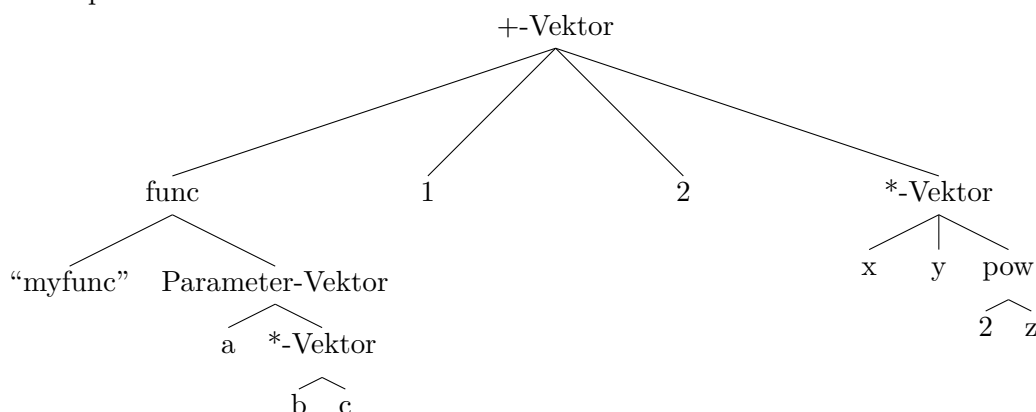 +-Vektor
func 1 2 *-Vektor
“myfunc” Parameter-Vektor x y pow
a *-Vektor 2 z
b c